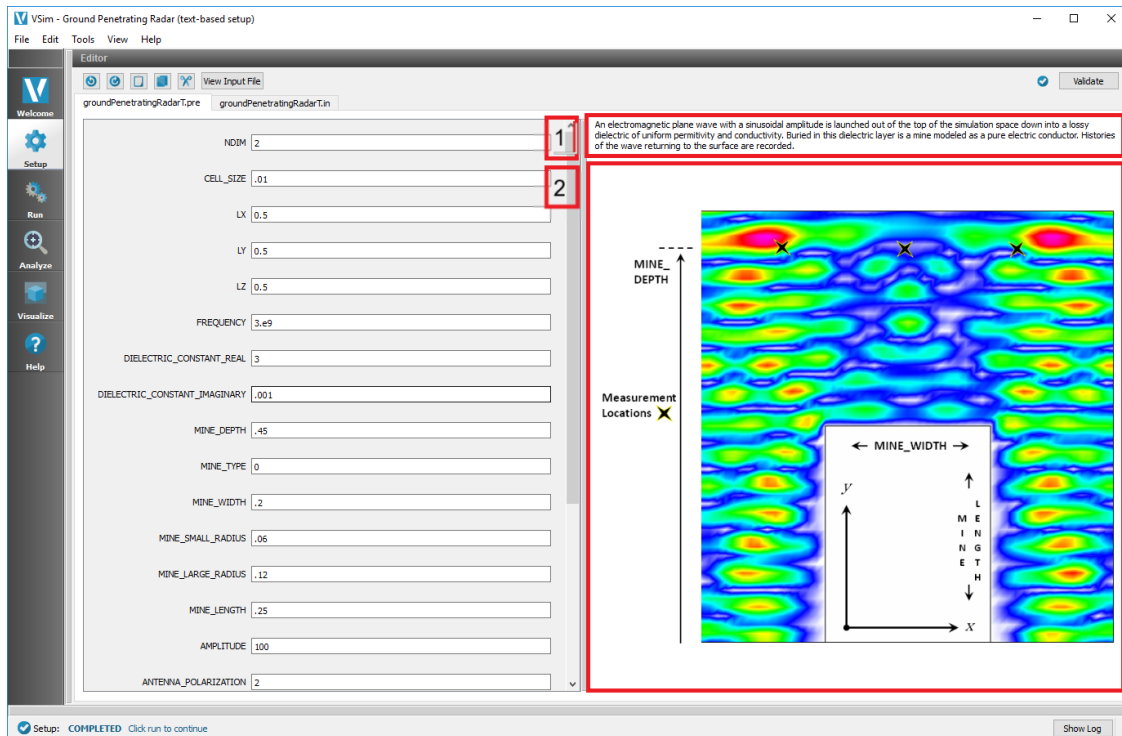 VSim - Ground Penetrating Radar (text-based setup)
File Edit Tools View Help
Editor
View Input File
Validate
groundPenetratingRadarT.pre groundPenetratingRadarT.in
Welcome
Setup
Run
Analyze
Visualize
Help
NDIM 2
CELL_SIZE .01
LX 0.5
LY 0.5
LZ 0.5
FREQUENCY 3.e9
DIELECTRIC_CONSTANT_REAL 3
DIELECTRIC_CONSTANT_IMAGINARY .001
MINE_DEPTH .45
MINE_TYPE 0
MINE_WIDTH .2
MINE_SMALL_RADIUS .06
MINE_LARGE_RADIUS .12
MINE_LENGTH .25
AMPLITUDE 100
ANTENNA_POLARIZATION 2
1
2
An electromagnetic plane wave with a sinusoidal amplitude is launched out of the top of the simulation space down into a lossy
dielectric of uniform permitivity and conductivity. Buried in this dielectric layer is a mine modeled as a pure electric conductor. Histories
of the wave returning to the surface are recorded.
MINE_
DEPTH
Measurement
Locations
MINE_WIDTH
MINE
LENGTH
y
x
Setup: COMPLETED Click run to continue
Show Log